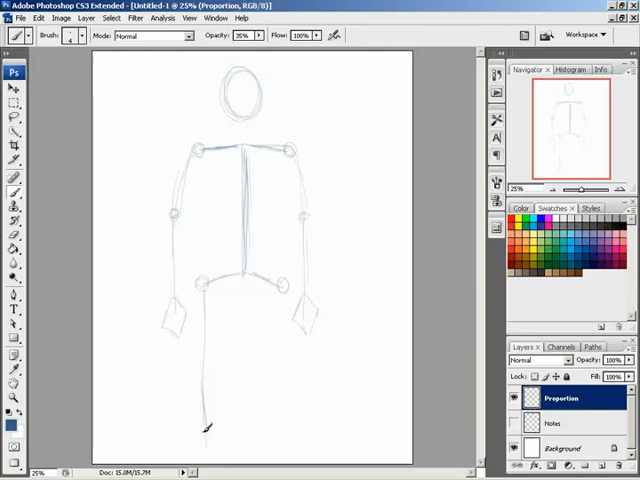 Adobe Photoshop CS3 Extended - [Untitled-1 @ 25% (Proportion, RGB/8)]
File Edit Image Layer Select Filter Analysis View Window Help
Brush: 4 Mode: Normal Opacity: 35% Flow: 100% Workspace
Ps
Navigator Histogram Info
25%
Color Swatches Styles
Layers Channels Paths
Normal Opacity: 100%
Lock: Fill: 100%
Proportion
Notes
Background
25% Doc: 15.0M/15.7M